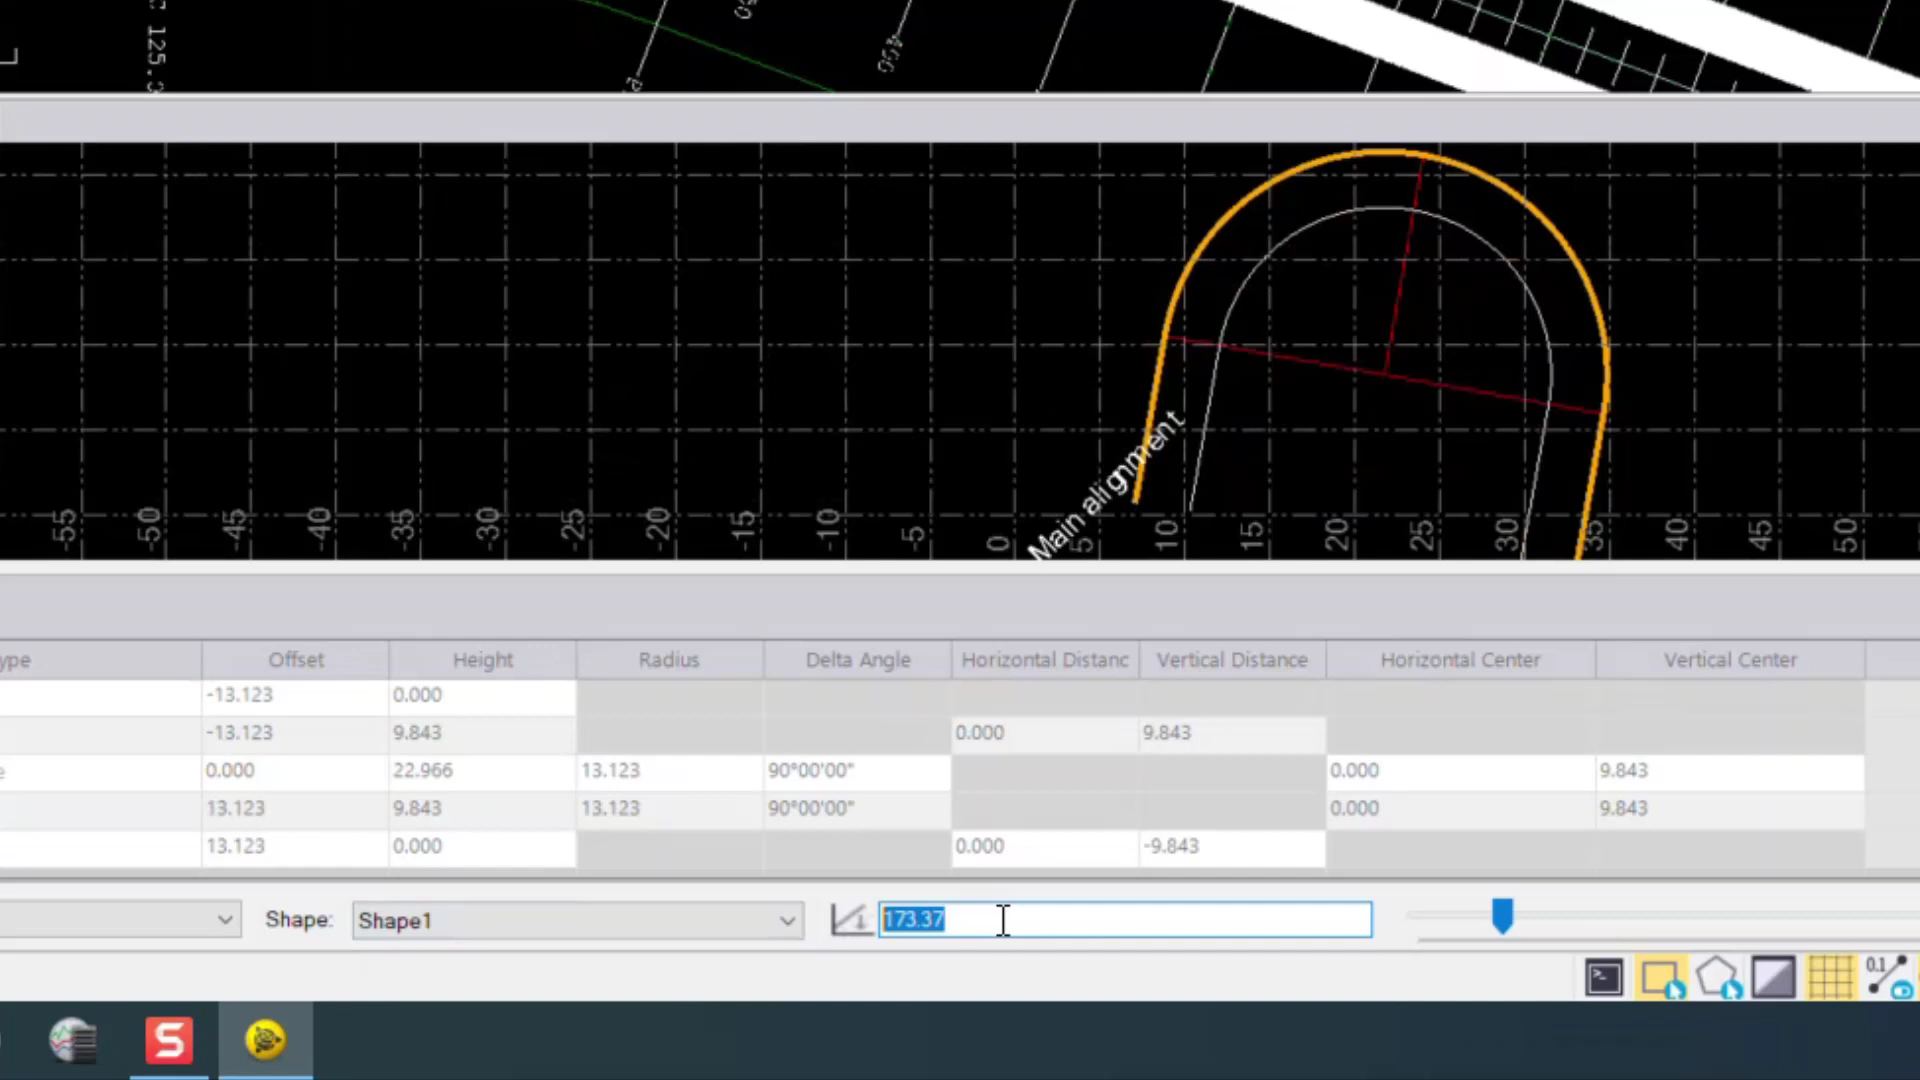 125.0
400
Main alignment
-55 -50 -45 -40 -35 -30 -25 -20 -15 -10 -5 0 5 10 15 20 25 30 35 40 45 50
ype Offset Height Radius Delta Angle Horizontal Distanc Vertical Distance Horizontal Center Vertical Center
-13.123 0.000
-13.123 9.843 0.000 9.843
e 0.000 22.966 13.123 90°00'00" 0.000 9.843
13.123 9.843 13.123 90°00'00" 0.000 9.843
13.123 0.000 0.000 -9.843
Shape: Shape1 173.37
0.1
S